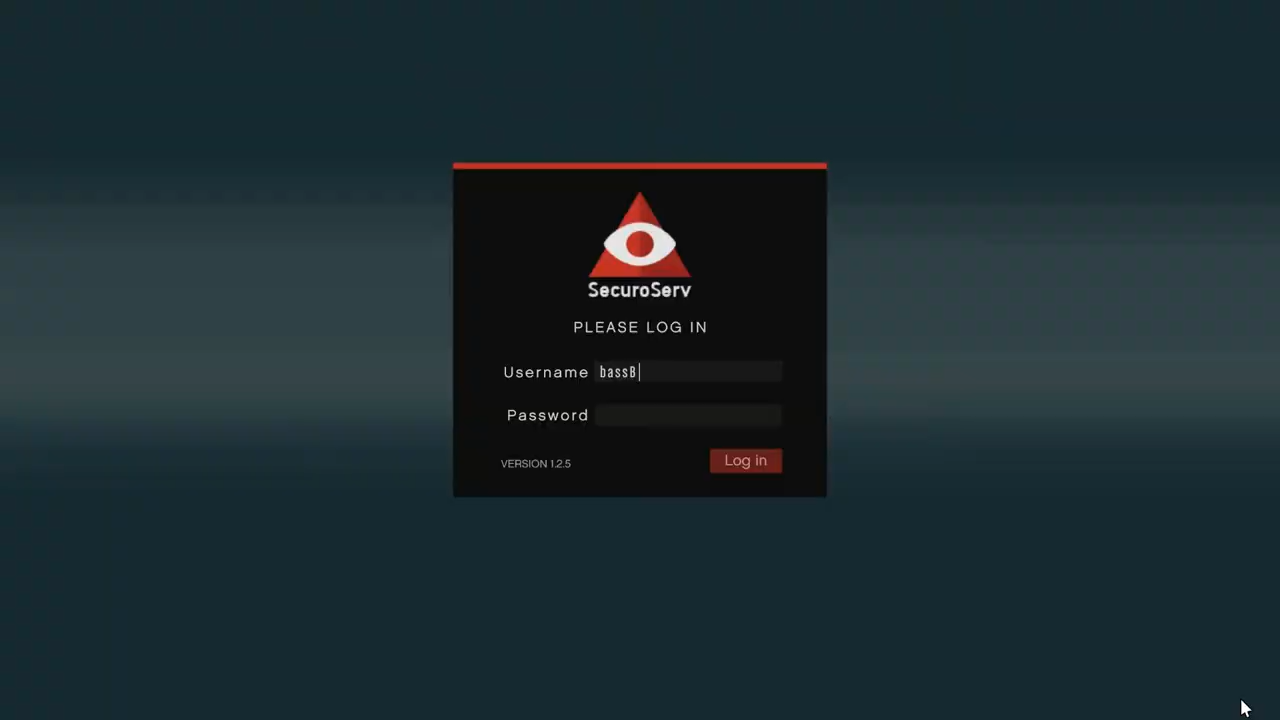 SecuroServ
PLEASE LOG IN
Username bassB
Password
VERSION 1.2.5 Log in